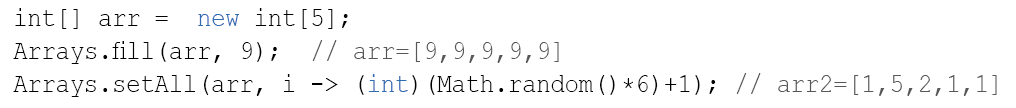 int[] arr =  new int[5];
Arrays.fill(arr, 9);  // arr=[9,9,9,9,9]
Arrays.setAll(arr, i -> (int)(Math.random()*6)+1); // arr2=[1,5,2,1,1]